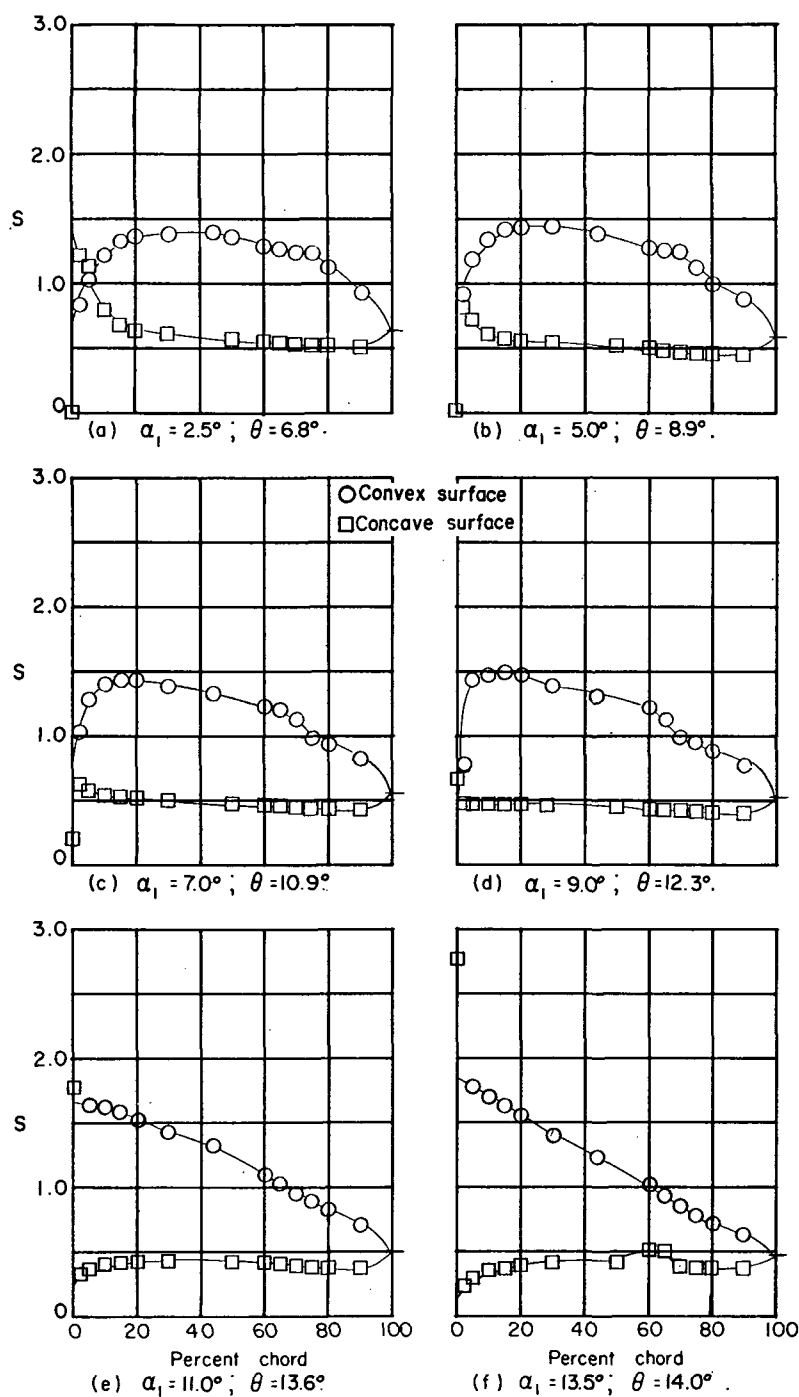 3.0
2.0
S
1.0
0
(a) α₁ = 2.5° ; θ = 6.8°.
(b) α₁ = 5.0° ; θ = 8.9°.
3.0
Convex surface
Concave surface
2.0
S
1.0
0
(c) α₁ = 7.0° ; θ = 10.9°.
(d) α₁ = 9.0° ; θ = 12.3°.
3.0
2.0
S
1.0
0
0 20 40 60 80 100
0 20 40 60 80 100
Percent chord
Percent chord
(e) α₁ = 11.0° ; θ = 13.6°
(f) α₁ = 13.5° ; θ = 14.0°.